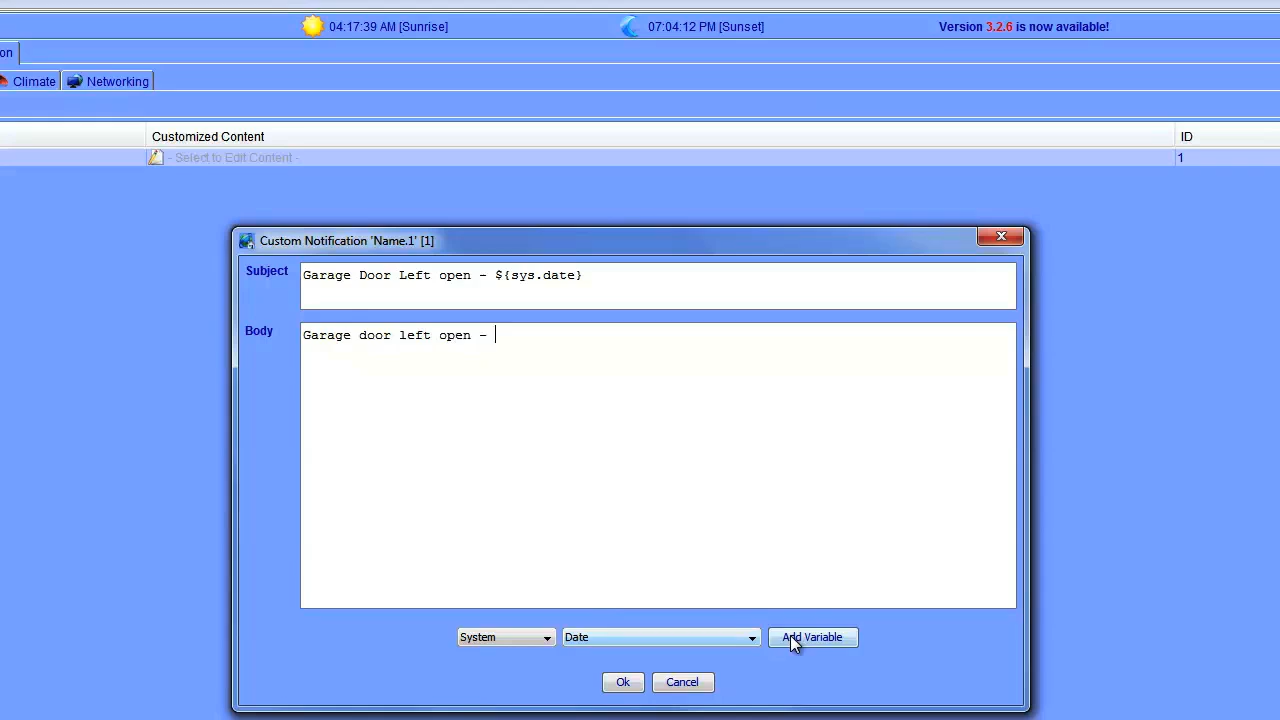 04:17:39 AM [Sunrise]
07:04:12 PM [Sunset]
Version 3.2.6 is now available!
on
Climate
Networking
Customized Content
ID
- Select to Edit Content -
1
Custom Notification 'Name.1' [1]
Subject
Garage Door Left open - ${sys.date}
Body
Garage door left open -
System
Date
Add Variable
Ok
Cancel